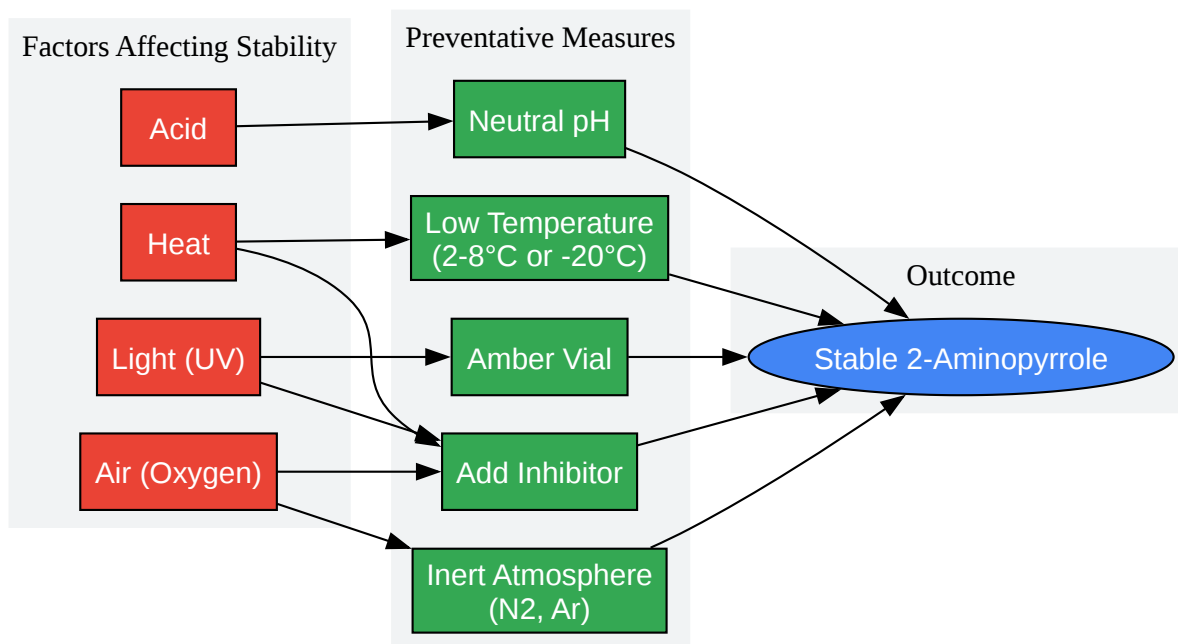 Factors Affecting Stability
Acid
Heat
Light (UV)
Air (Oxygen)
Preventative Measures
Neutral pH
Low Temperature
(2-8°C or -20°C)
Amber Vial
Add Inhibitor
Inert Atmosphere
(N2, Ar)
Outcome
Stable 2-Aminopyrrole